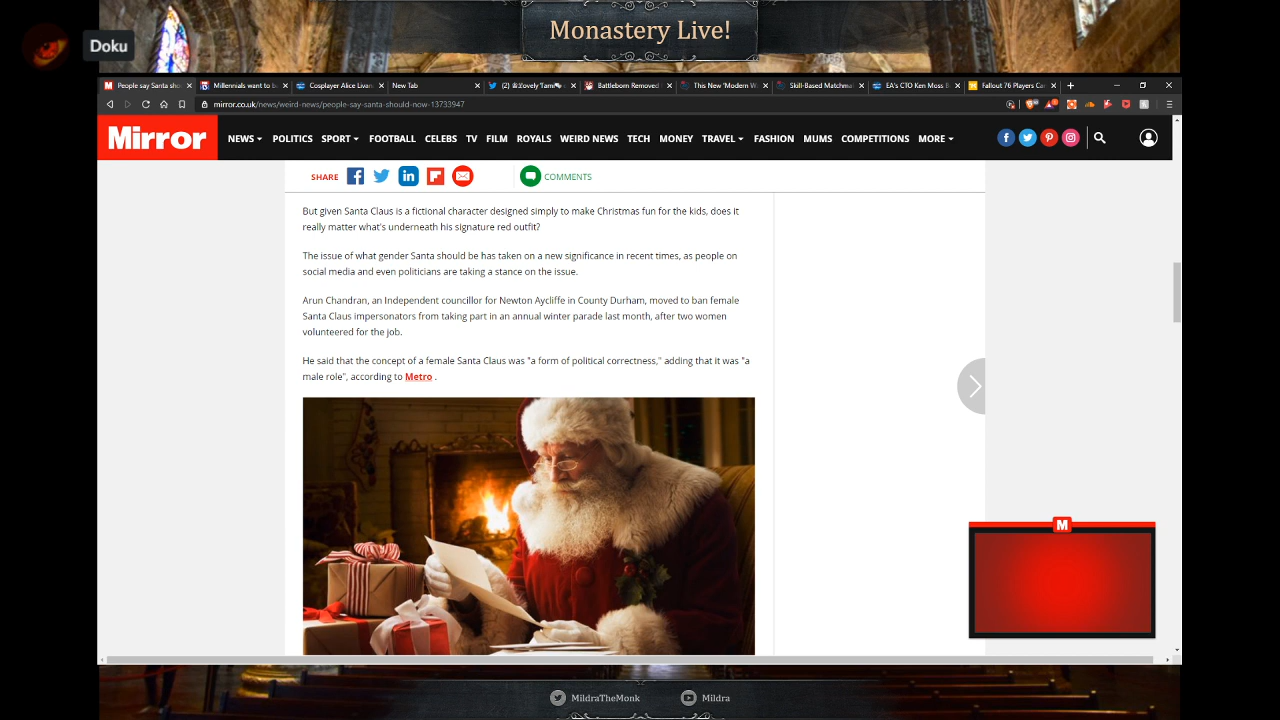 Monastery Live!
Doku
People say Santa sho
Millennials want to b
Cosplayer Alice Livan
New Tab
Battleborn Removed
This New 'Modern W
Skill-Based Matchma
EA's CTO Ken Moss B
Fallout 76 Players Car
mirror.co.uk/news/weird-news/people-say-santa-should-now-13733947
Mirror
NEWS POLITICS SPORT FOOTBALL CELEBS TV FILM ROYALS WEIRD NEWS TECH MONEY TRAVEL FASHION MUMS COMPETITIONS MORE
SHARE COMMENTS
But given Santa Claus is a fictional character designed simply to make Christmas fun for the kids, does it
really matter what's underneath his signature red outfit?
The issue of what gender Santa should be has taken on a new significance in recent times, as people on
social media and even politicians are taking a stance on the issue.
Arun Chandran, an Independent councillor for Newton Aycliffe in County Durham, moved to ban female
Santa Claus impersonators from taking part in an annual winter parade last month, after two women
volunteered for the job.
He said that the concept of a female Santa Claus was "a form of political correctness," adding that it was "a
male role", according to Metro .
M
MildraTheMonk Mildra